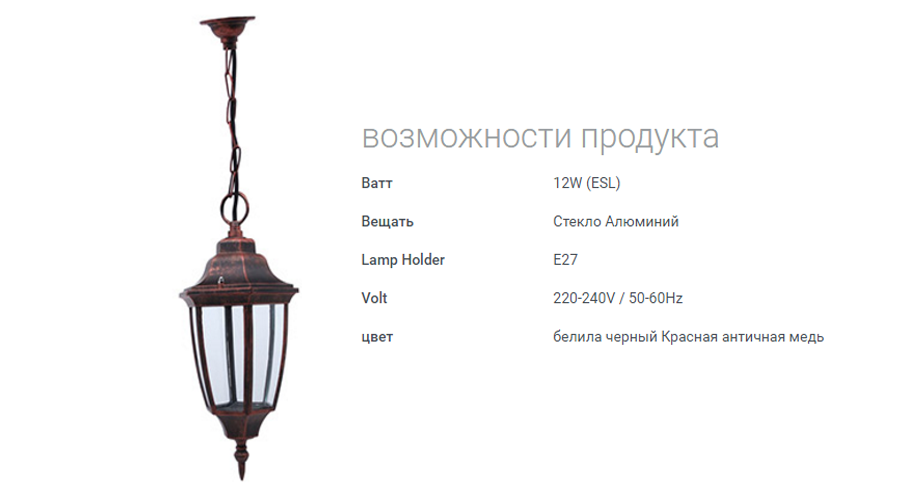 возможности продукта
Ватт 12W (ESL)
Вещать Стекло Алюминий
Lamp Holder E27
Volt 220-240V / 50-60Hz
цвет белила черный Красная античная медь